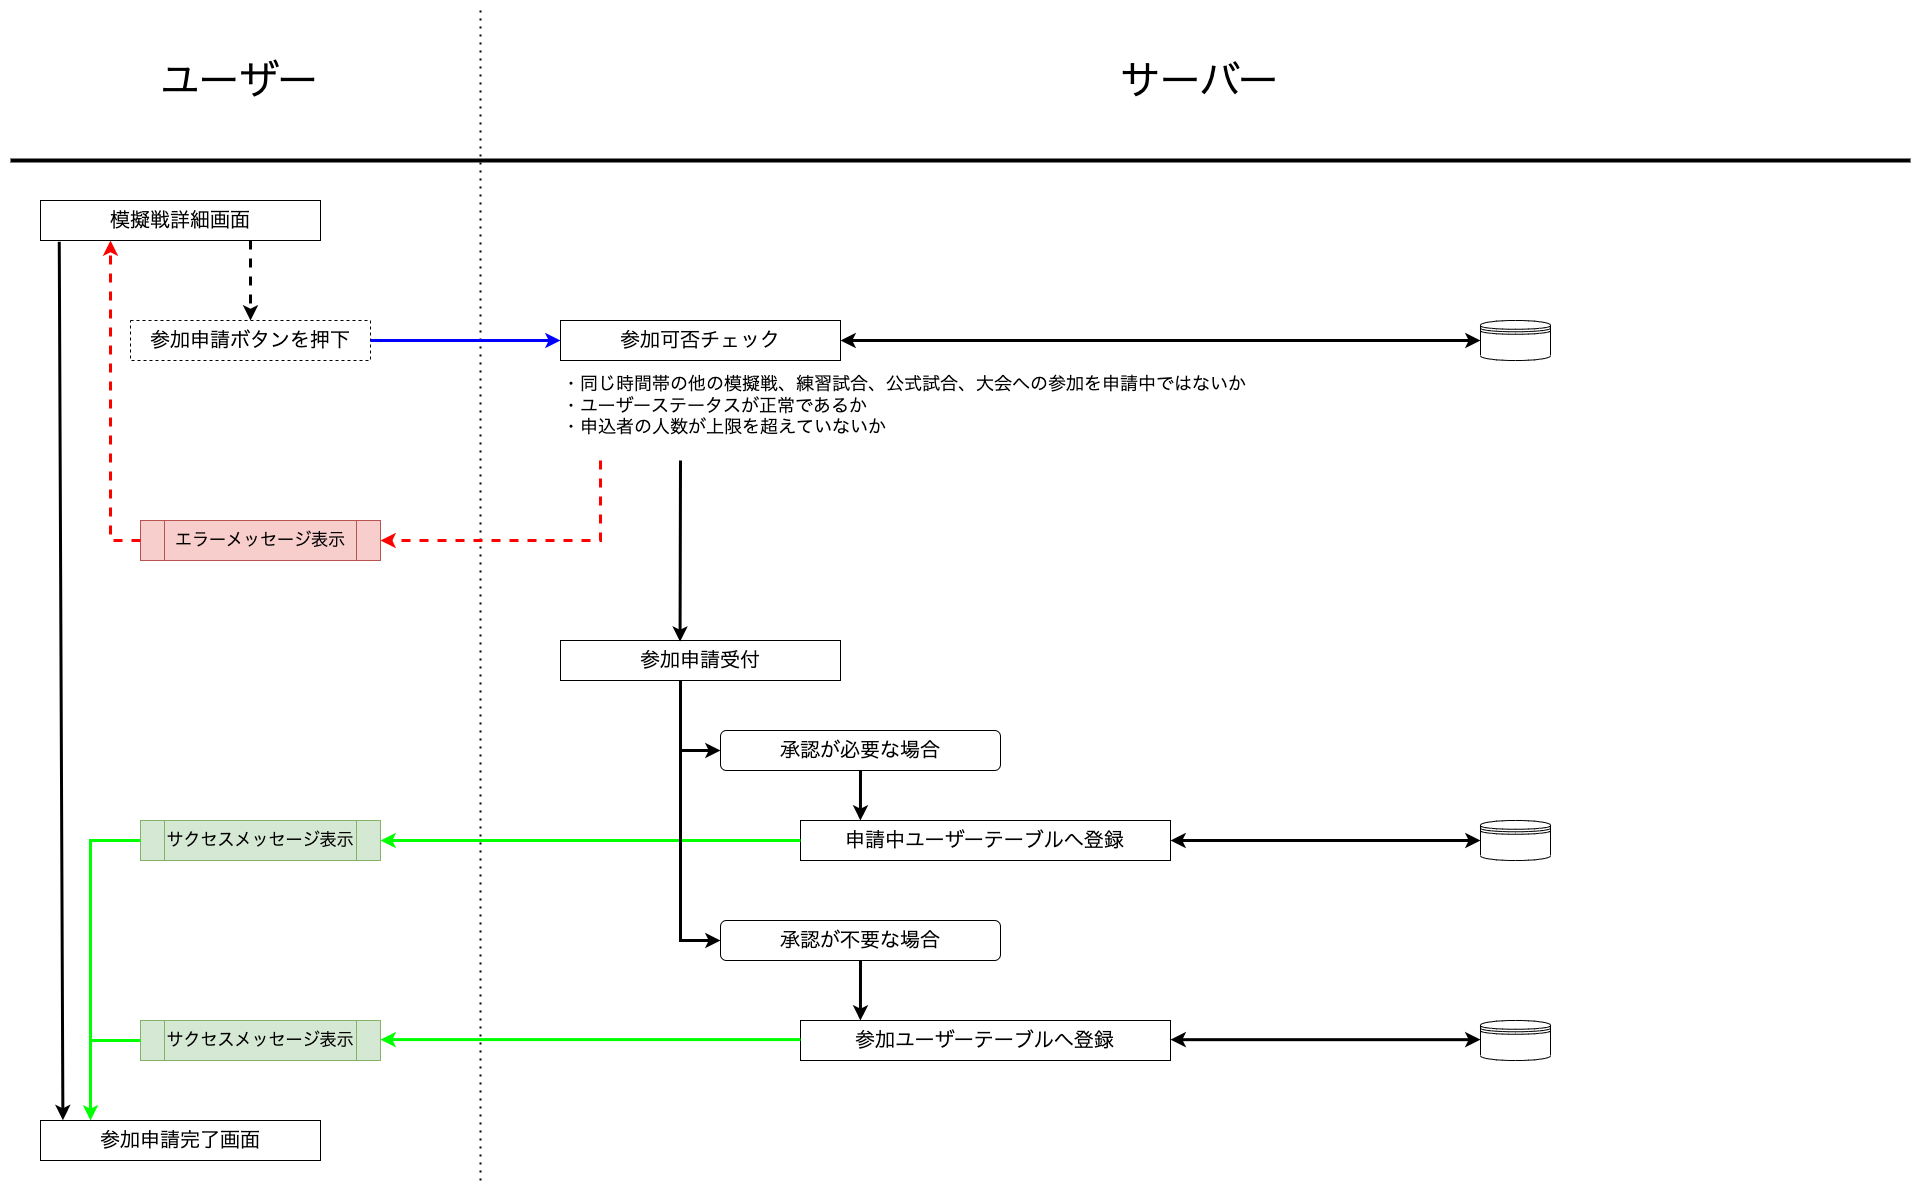 ユーザー
サーバー
模擬戦詳細画面
参加申請ボタンを押下
参加可否チェック
・同じ時間帯の他の模擬戦、練習試合、公式試合、大会への参加を申請中ではないか
・ユーザーステータスが正常であるか
・申込者の人数が上限を超えていないか
エラーメッセージ表示
参加申請受付
承認が必要な場合
サクセスメッセージ表示
申請中ユーザーテーブルへ登録
承認が不要な場合
サクセスメッセージ表示
参加ユーザーテーブルへ登録
参加申請完了画面